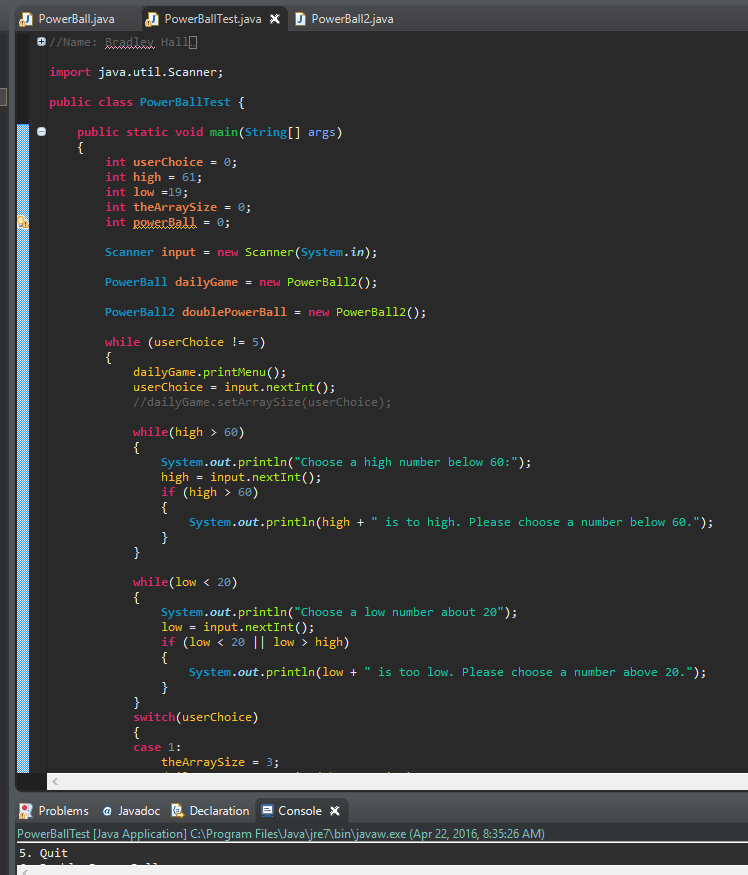 PowerBall.java PowerBallTest.java PowerBall2.java
//Name: Bradley Hall
import java.util.Scanner;
public class PowerBallTest {
public static void main(String[] args)
{
int userChoice = 0;
int high = 61;
int low =19;
int theArraySize = 0;
int powerBall = 0;
Scanner input = new Scanner(System.in);
PowerBall dailyGame = new PowerBall2();
PowerBall2 doublePowerBall = new PowerBall2();
while (userChoice != 5)
{
dailyGame.printMenu();
userChoice = input.nextInt();
//dailyGame.setArraySize(userChoice);
while(high > 60)
{
System.out.println("Choose a high number below 60:");
high = input.nextInt();
if (high > 60)
{
System.out.println(high + " is to high. Please choose a number below 60.");
}
}
while(low < 20)
{
System.out.println("Choose a low number about 20");
low = input.nextInt();
if (low < 20 || low > high)
{
System.out.println(low + " is too low. Please choose a number above 20.");
}
}
switch(userChoice)
{
case 1:
theArraySize = 3;
Problems @ Javadoc Declaration Console
PowerBallTest [Java Application] C:\Program Files\Java\jre7\bin\javaw.exe (Apr 22, 2016, 8:35:26 AM)
5. Quit